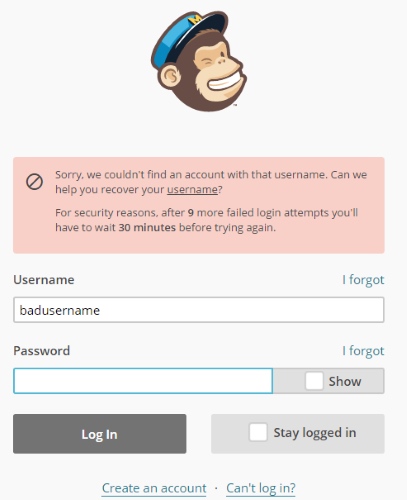 Sorry, we couldn't find an account with that username. Can we
help you recover your username?
For security reasons, after 9 more failed login attempts you'll
have to wait 30 minutes before trying again.
Username I forgot
badusername
Password I forgot
Show
Log In Stay logged in
Create an account · Can't log in?